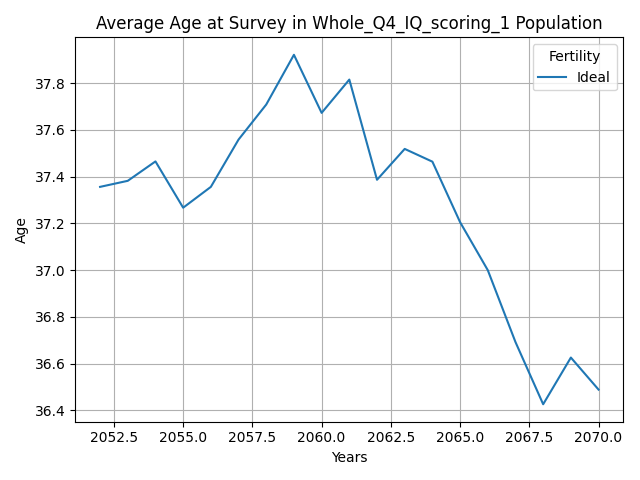 Average Age at Survey in Whole_Q4_IQ_scoring_1 Population
Fertility
Ideal
37.8
37.6
37.4
37.2
37.0
36.8
36.6
36.4
Age
2052.5 2055.0 2057.5 2060.0 2062.5 2065.0 2067.5 2070.0
Years